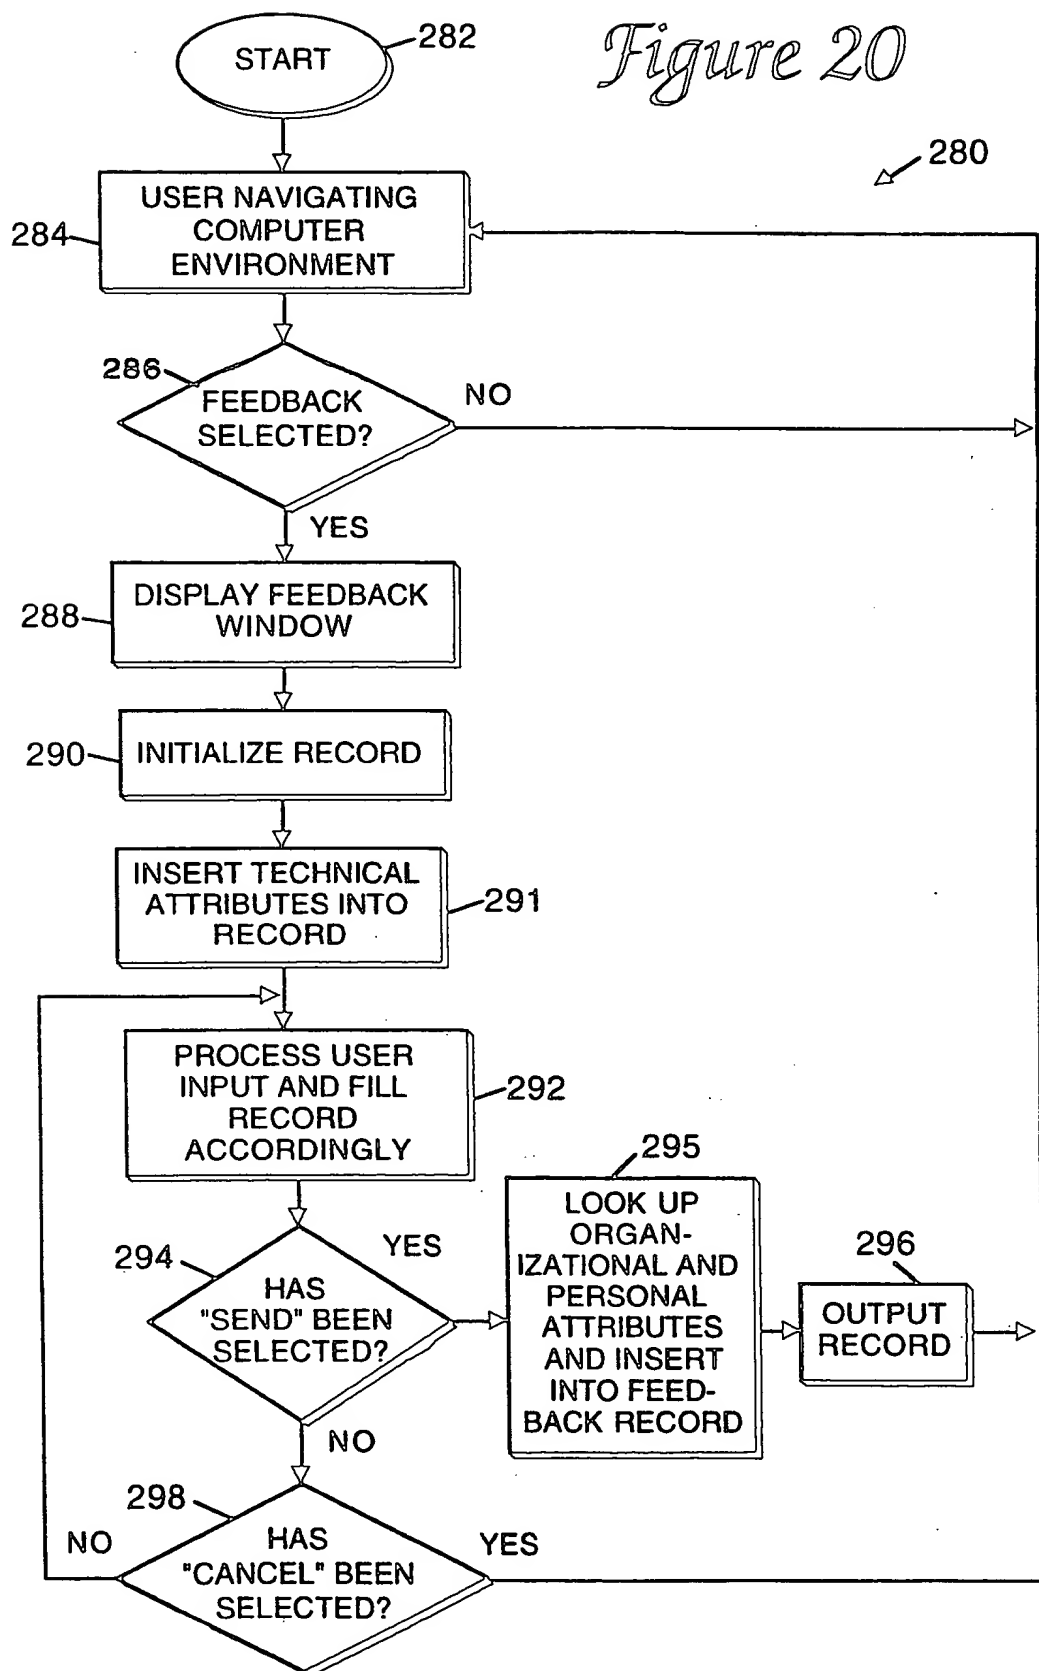 START
282
Figure 20
280
USER NAVIGATING
COMPUTER
ENVIRONMENT
284
286
FEEDBACK
SELECTED?
NO
YES
DISPLAY FEEDBACK
WINDOW
288
INITIALIZE RECORD
290
INSERT TECHNICAL
ATTRIBUTES INTO
RECORD
291
PROCESS USER
INPUT AND FILL
RECORD
ACCORDINGLY
292
294
HAS
"SEND" BEEN
SELECTED?
YES
NO
295
LOOK UP
ORGAN-
IZATIONAL AND
PERSONAL
ATTRIBUTES
AND INSERT
INTO FEED-
BACK RECORD
296
OUTPUT
RECORD
298
NO
HAS
"CANCEL" BEEN
SELECTED?
YES